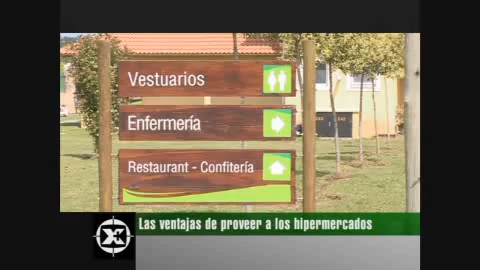 Vestuarios
Enfermería
Restaurant - Confitería
Las ventajas de proveer a los hipermercados